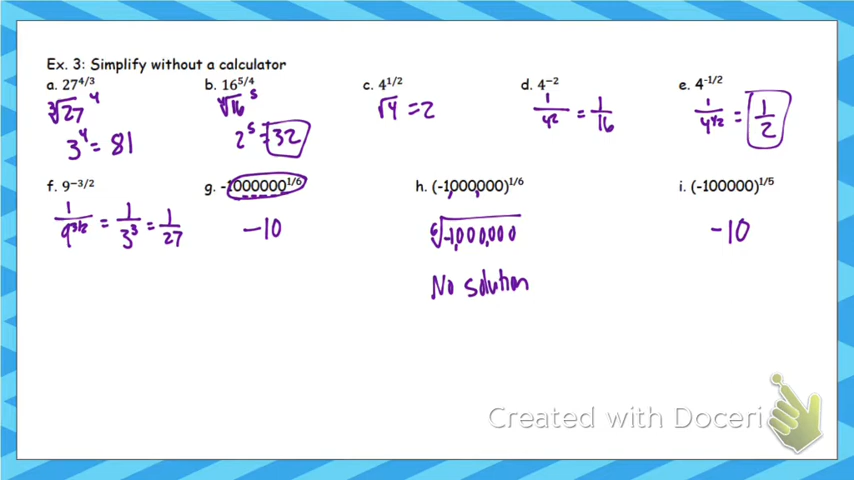 Ex. 3: Simplify without a calculator
a. 27^(4/3) b. 16^(5/4) c. 4^(1/2) d. 4^(−2) e. 4^(-1/2)
∛27^4 ∜16^5 √4 = 2 1/4^2 = 1/16 1/4^(1/2) = 1/2
3^4 = 81 2^5 = 32
f. 9^(−3/2) g. -1000000^(1/6) h. (-1000000)^(1/6) i. (-100000)^(1/5)
1/9^(3/2) = 1/3^3 = 1/27 −10 ⁶√-1,000,000 −10
No solution
Created with Doceri